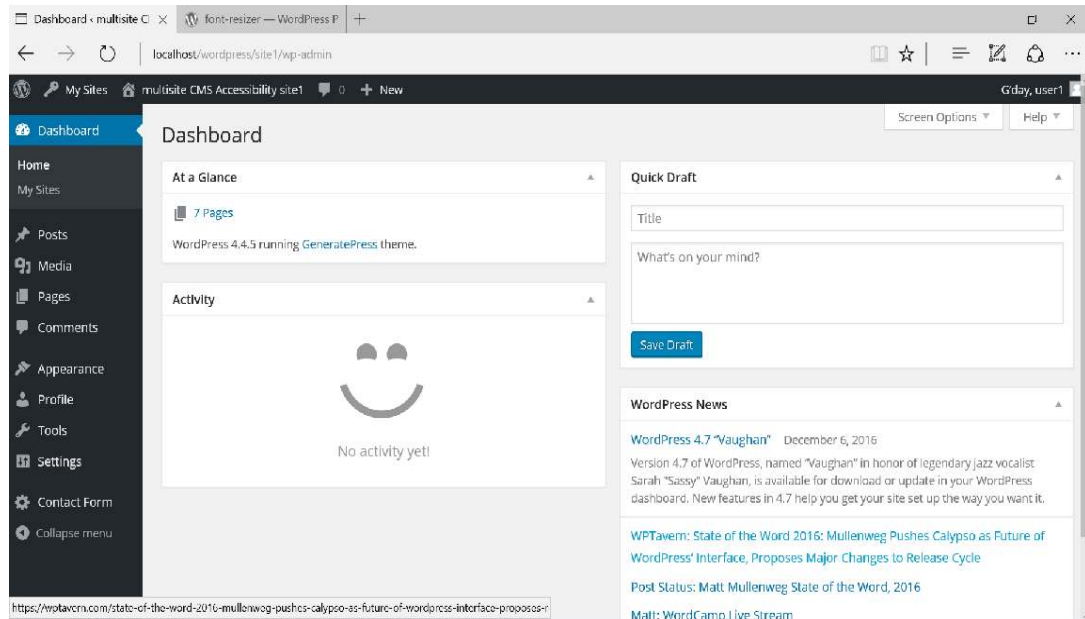 Dashboard ‹ multisite C
font-resizer — WordPress P
localhost/wordpress/site1/wp-admin
My Sites
multisite CMS Accessibility site1
0
New
G'day, user1
Dashboard
Home
My Sites
Posts
Media
Pages
Comments
Appearance
Profile
Tools
Settings
Contact Form
Collapse menu
Screen Options
Help
Dashboard
At a Glance
7 Pages
WordPress 4.4.5 running GeneratePress theme.
Activity
No activity yet!
Quick Draft
Title
What's on your mind?
Save Draft
WordPress News
WordPress 4.7 “Vaughan” December 6, 2016
Version 4.7 of WordPress, named “Vaughan” in honor of legendary jazz vocalist
Sarah "Sassy" Vaughan, is available for download or update in your WordPress
dashboard. New features in 4.7 help you get your site set up the way you want it.
WPTavern: State of the Word 2016: Mullenweg Pushes Calypso as Future of
WordPress’ Interface, Proposes Major Changes to Release Cycle
Post Status: Matt Mullenweg State of the Word, 2016
Matt: WordCamp Live Stream
https://wptavern.com/state-of-the-word-2016-mullenweg-pushes-calypso-as-future-of-wordpress-interface-proposes-r